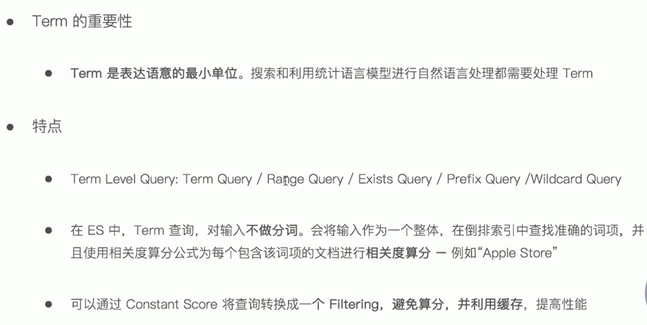 Term 的重要性
Term 是表达语意的最小单位。搜索和利用统计语言模型进行自然语言处理都需要处理 Term
特点
Term Level Query: Term Query / Range Query / Exists Query / Prefix Query /Wildcard Query
在 ES 中，Term 查询，对输入不做分词。会将输入作为一个整体，在倒排索引中查找准确的词项，并
且使用相关度算分公式为每个包含该词项的文档进行相关度算分 – 例如“Apple Store”
可以通过 Constant Score 将查询转换成一个 Filtering，避免算分，并利用缓存，提高性能